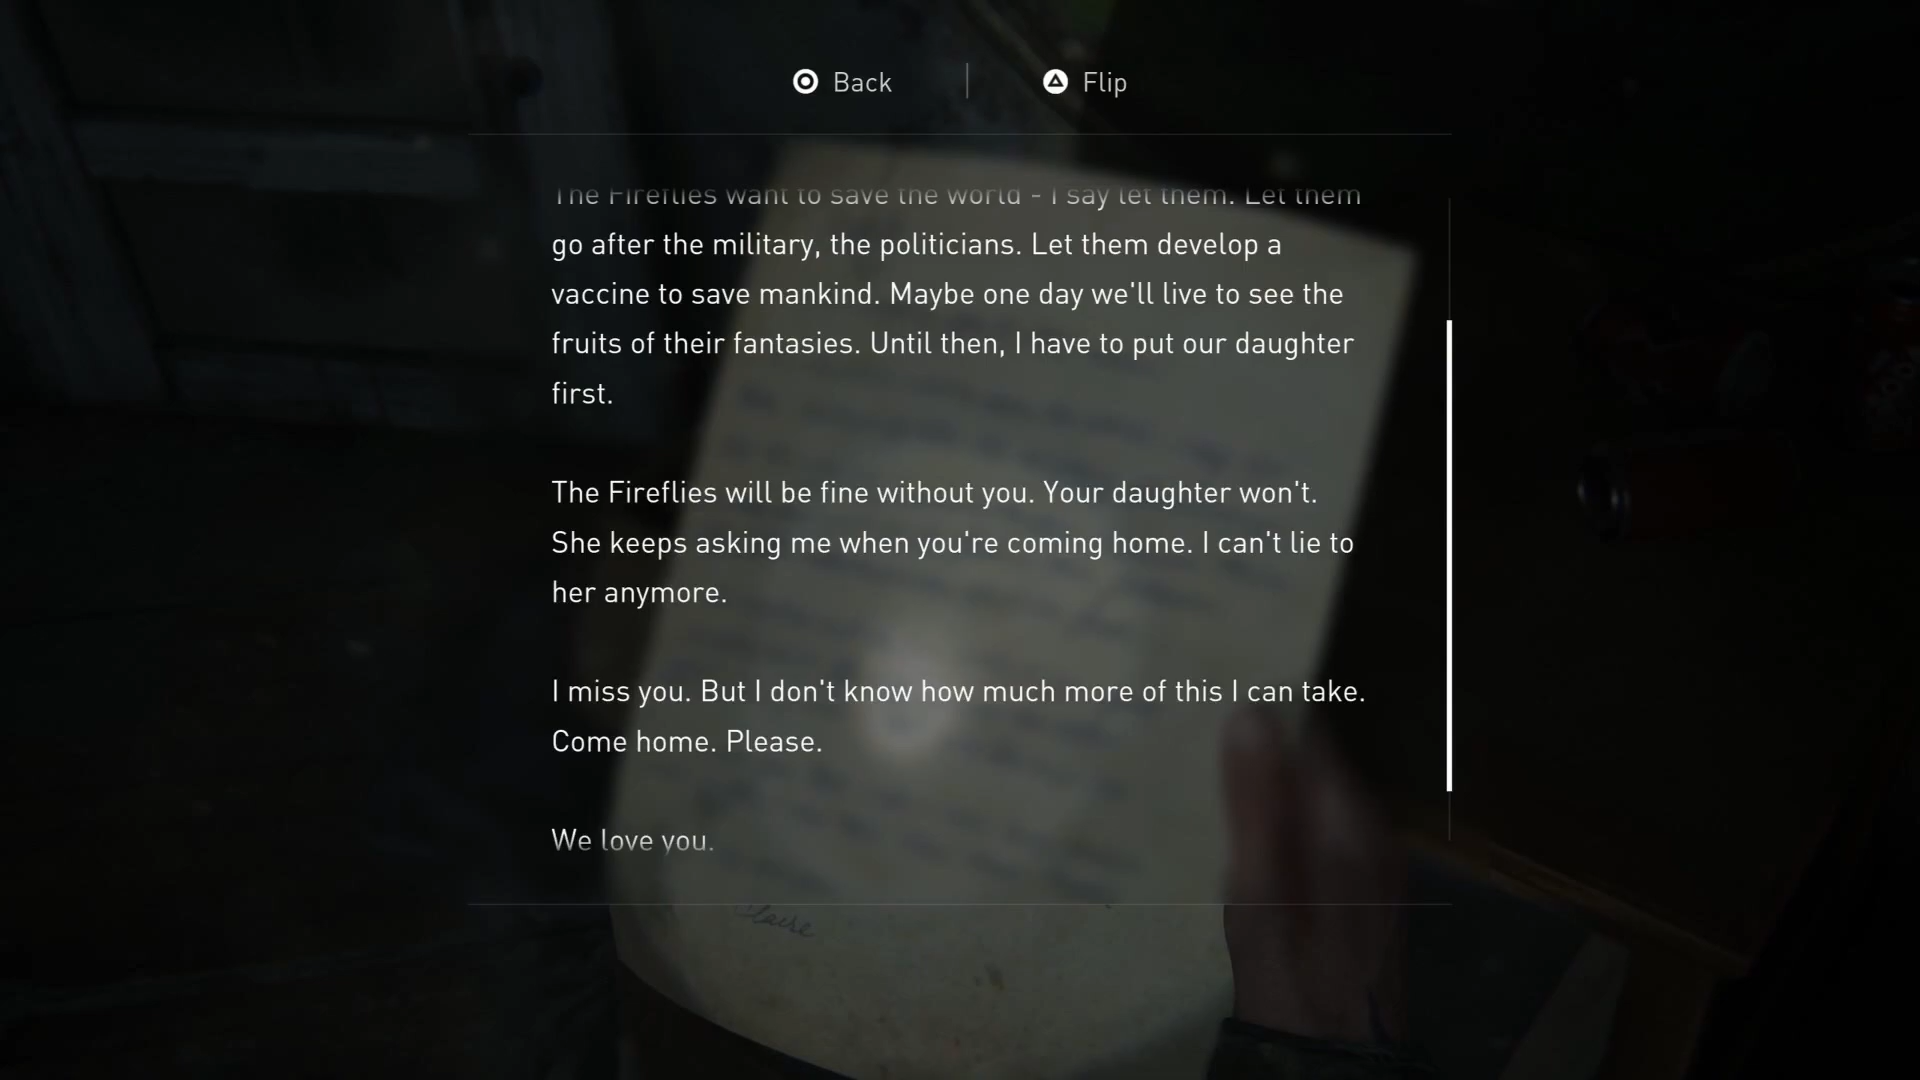 Back
Flip
The Fireflies want to save the world - I say let them. Let them
go after the military, the politicians. Let them develop a
vaccine to save mankind. Maybe one day we'll live to see the
fruits of their fantasies. Until then, I have to put our daughter
first.
The Fireflies will be fine without you. Your daughter won't.
She keeps asking me when you're coming home. I can't lie to
her anymore.
I miss you. But I don't know how much more of this I can take.
Come home. Please.
We love you.
Claire